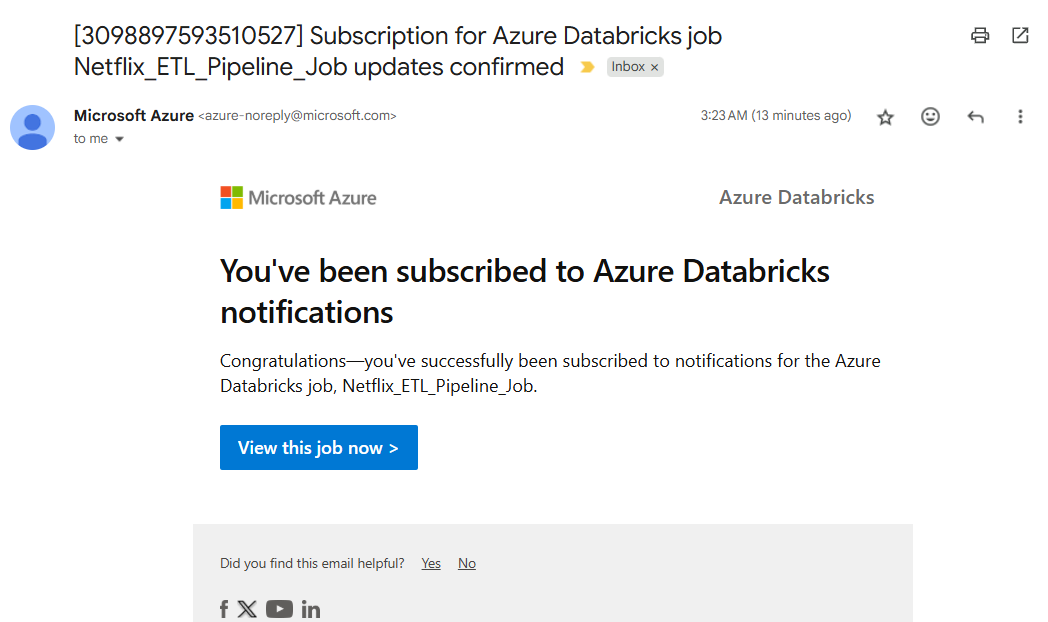 [3098897593510527] Subscription for Azure Databricks job
Netflix_ETL_Pipeline_Job updates confirmed
Inbox ×
Microsoft Azure <azure-noreply@microsoft.com>
3:23 AM (13 minutes ago)
to me
Microsoft Azure
Azure Databricks
You've been subscribed to Azure Databricks
notifications
Congratulations—you've successfully been subscribed to notifications for the Azure
Databricks job, Netflix_ETL_Pipeline_Job.
View this job now >
Did you find this email helpful? Yes No